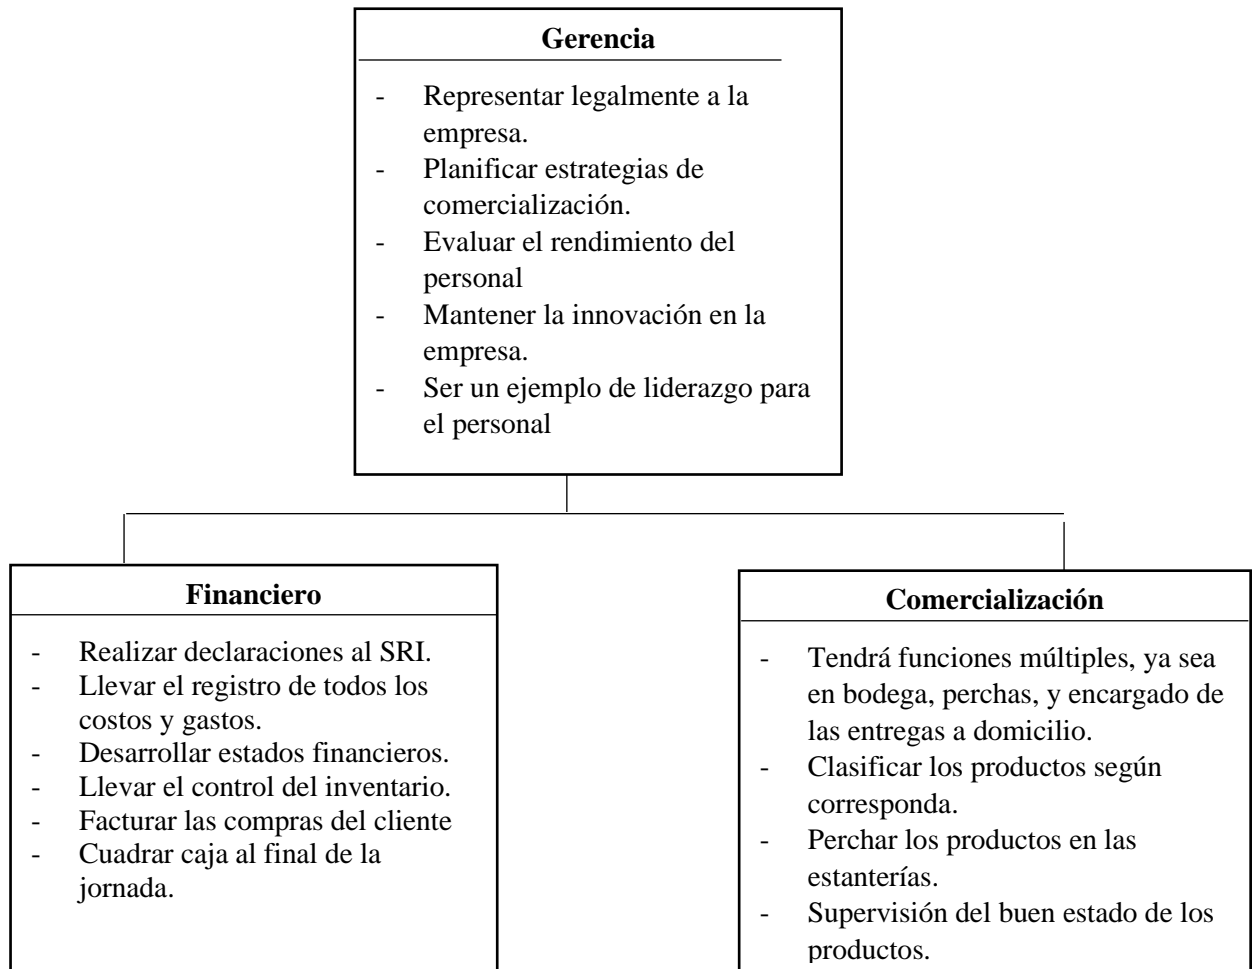 Gerencia
- Representar legalmente a la
empresa.
- Planificar estrategias de
comercialización.
- Evaluar el rendimiento del
personal
- Mantener la innovación en la
empresa.
- Ser un ejemplo de liderazgo para
el personal
Financiero
- Realizar declaraciones al SRI.
- Llevar el registro de todos los
costos y gastos.
- Desarrollar estados financieros.
- Llevar el control del inventario.
- Facturar las compras del cliente
- Cuadrar caja al final de la
jornada.
Comercialización
- Tendrá funciones múltiples, ya sea
en bodega, perchas, y encargado de
las entregas a domicilio.
- Clasificar los productos según
corresponda.
- Perchar los productos en las
estanterías.
- Supervisión del buen estado de los
productos.